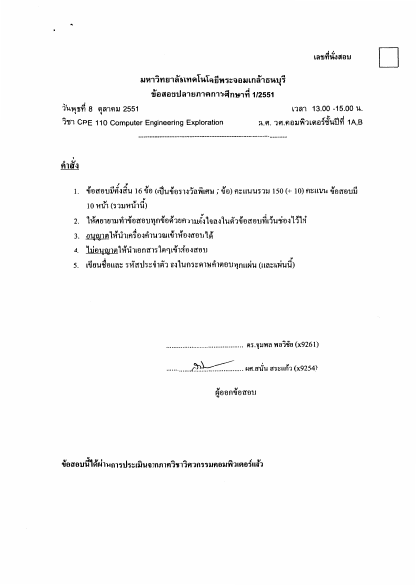 เลขที่นั่งสอบ
มหาวิทยาลัยเทคโนโลยีพระจอมเกล้าธนบุรี
ข้อสอบปลายภาคการศึกษาที่ 1/2551
วันพุธที่ 8 ตุลาคม 2551 เวลา 13.00 -15.00 น.
วิชา CPE 110 Computer Engineering Exploration วศ.คอมพิวเตอร์ชั้นปีที่ 1A,B
คำสั่ง
1. ข้อสอบมีทั้งสิ้น 16 ข้อ (เป็นข้อรางวัลพิเศษ ข้อ) คะแนนรวม 150 (+ 10) คะแนน ข้อสอบมี
10 หน้า (รวมหน้านี้)
2. ให้พยายามทำข้อสอบทุกข้อด้วยความตั้งใจลงในตัวข้อสอบที่เว้นช่องไว้ให้
3. อนุญาตให้นำเครื่องคำนวณเข้าห้องสอบได้
4. ไม่อนุญาตให้นำเอกสารใดๆเข้าห้องสอบ
5. เขียนชื่อและ รหัสประจำตัว ลงในกระดาษคำตอบทุกแผ่น (และแผ่นนี้)
ดร.จุมพล พลวิชัย (x9261)
ผศ.สนั่น สระแก้ว (x9254)
ผู้ออกข้อสอบ
ข้อสอบนี้ได้ผ่านการประเมินจากภาควิชาวิศวกรรมคอมพิวเตอร์แล้ว